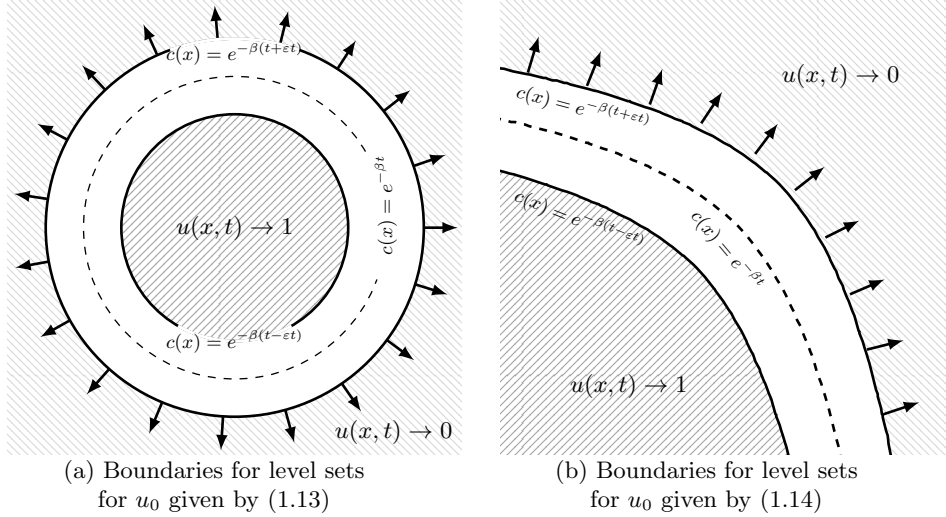 c(x) = e^{-β(t+εt)}
c(x) = e^{-βt}
u(x, t) → 1
c(x) = e^{-β(t-εt)}
u(x, t) → 0
(a) Boundaries for level sets
for u_0 given by (1.13)
u(x, t) → 0
c(x) = e^{-β(t+εt)}
c(x) = e^{-β(t-εt)}
c(x) = e^{-βt}
u(x, t) → 1
(b) Boundaries for level sets
for u_0 given by (1.14)